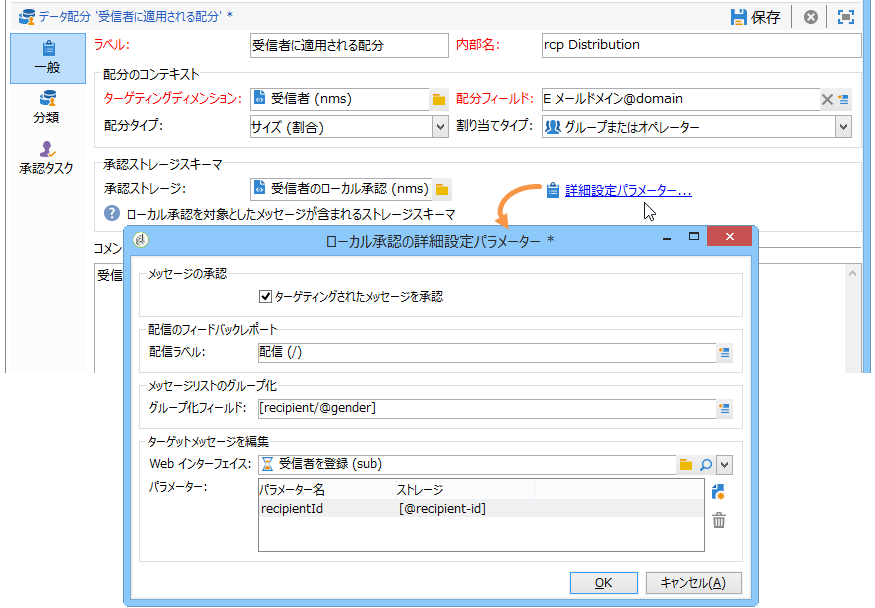 データ配分 '受信者に適用される配分' *
保存
一般
分類
承認タスク
ラベル: 受信者に適用される配分 内部名: rcp Distribution
配分のコンテキスト
ターゲティングディメンション: 受信者 (nms) 配分フィールド: E メールドメイン@domain
配分タイプ: サイズ (割合) 割り当てタイプ: グループまたはオペレーター
承認ストレージスキーマ
承認ストレージ: 受信者のローカル承認 (nms) 詳細設定パラメーター...
? ローカル承認を対象としたメッセージが含まれるストレージスキーマ
コメン
受信
ローカル承認の詳細設定パラメーター *
メッセージの承認
ターゲティングされたメッセージを承認
配信のフィードバックレポート
配信ラベル: 配信 (/)
メッセージリストのグループ化
グループ化フィールド: [recipient/@gender]
ターゲットメッセージを編集
Web インターフェイス: 受信者を登録 (sub)
パラメーター:
パラメーター名 ストレージ
recipientId [@recipient-id]
OK キャンセル(A)